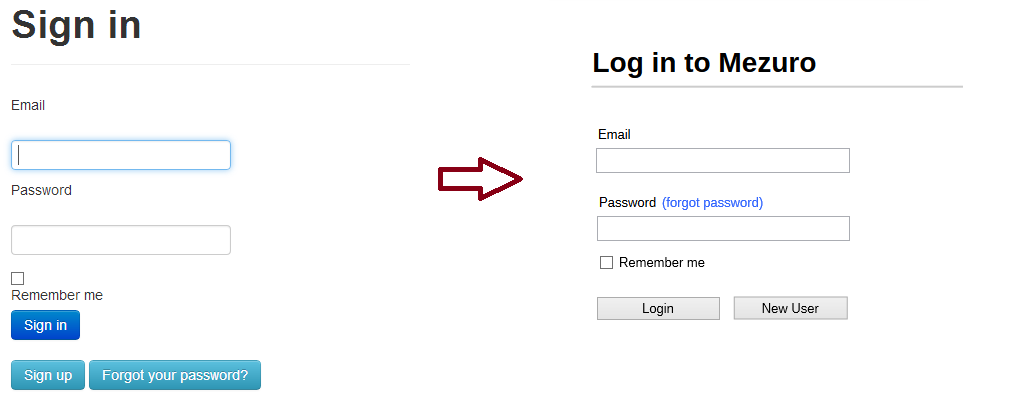 Sign in
Email
Password
Remember me
Sign in
Sign up Forgot your password?
Log in to Mezuro
Email
Password (forgot password)
Remember me
Login New User